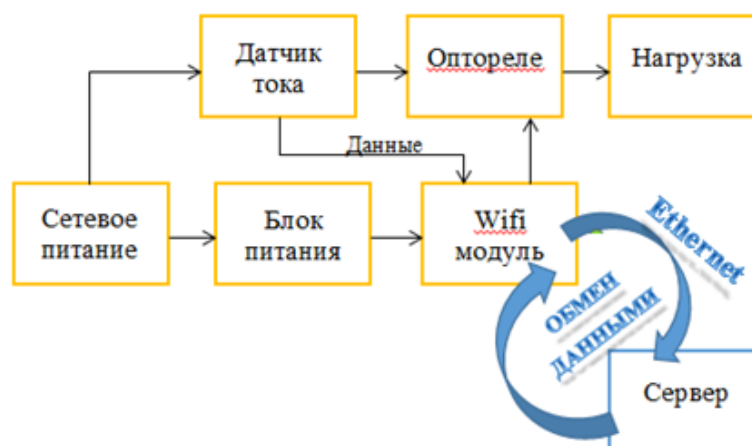 Датчик
тока
Оптореле
Нагрузка
Данные
Сетевое
питание
Блок
питания
Wifi
модуль
Ethernet
ОБМЕН
ДАННЫМИ
Сервер